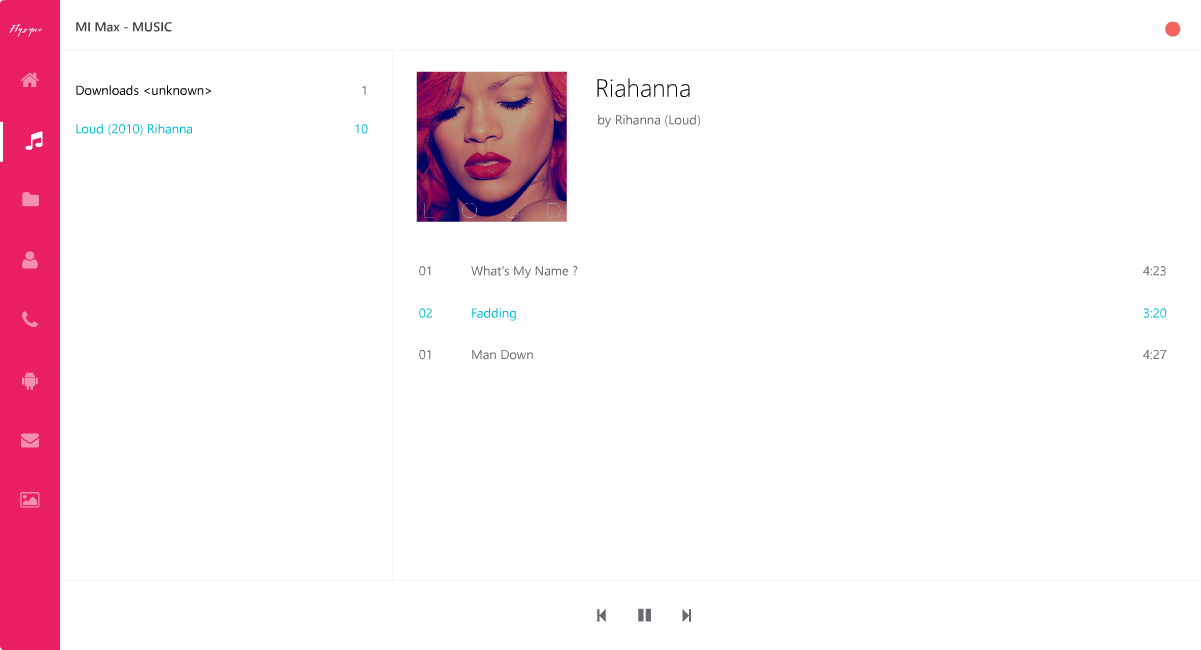 MI Max - MUSIC
Downloads <unknown> 1
Loud (2010) Rihanna 10
Riahanna
by Rihanna (Loud)
L O U D
01 What's My Name ? 4:23
02 Fadding 3:20
01 Man Down 4:27